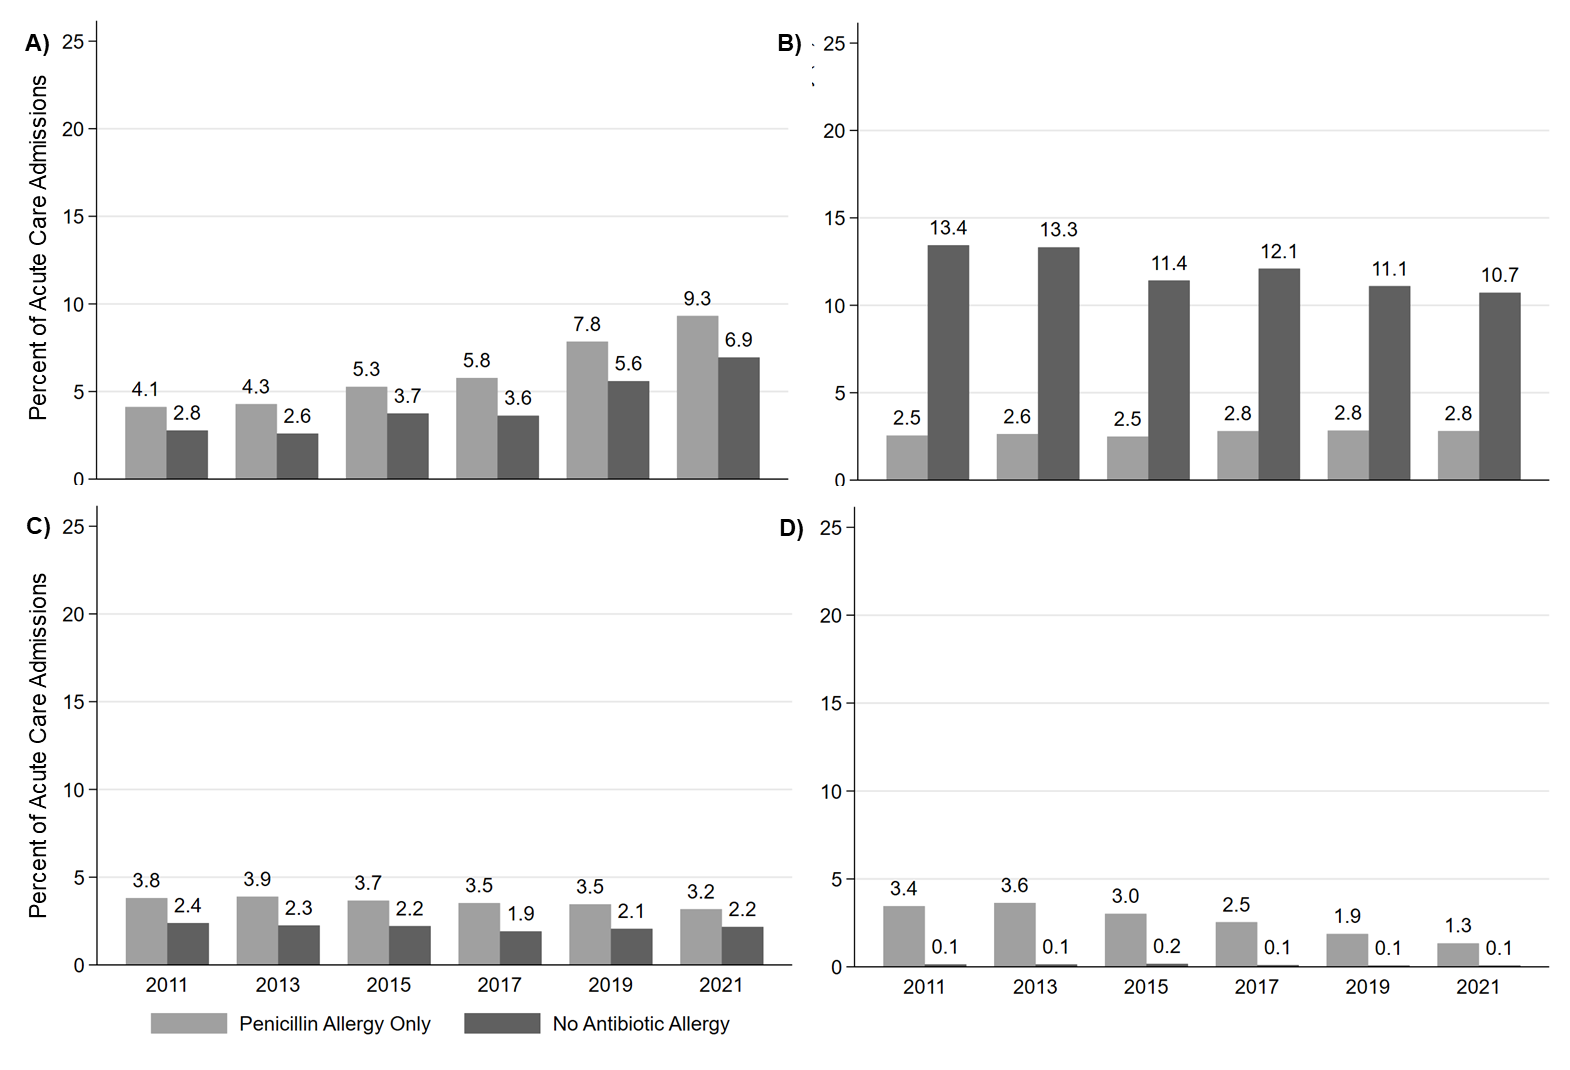 A)
Percent of Acute Care Admissions
25
20
15
10
5
0
4.1 2.8 4.3 2.6 5.3 3.7 5.8 3.6 7.8 5.6 9.3 6.9
B)
25
20
15
10
5
0
2.5 13.4 2.6 13.3 2.5 11.4 2.8 12.1 2.8 11.1 2.8 10.7
C)
Percent of Acute Care Admissions
25
20
15
10
5
0
3.8 2.4 3.9 2.3 3.7 2.2 3.5 1.9 3.5 2.1 3.2 2.2
2011 2013 2015 2017 2019 2021
D)
25
20
15
10
5
0
3.4 0.1 3.6 0.1 3.0 0.2 2.5 0.1 1.9 0.1 1.3 0.1
2011 2013 2015 2017 2019 2021
Penicillin Allergy Only No Antibiotic Allergy